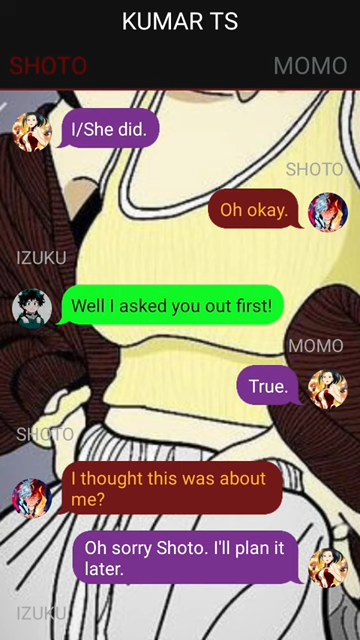 KUMAR TS
SHOTO MOMO
I/She did.
SHOTO
Oh okay.
IZUKU
Well I asked you out first!
MOMO
True.
SHOTO
I thought this was about
me?
Oh sorry Shoto. I'll plan it
later.
IZUKU